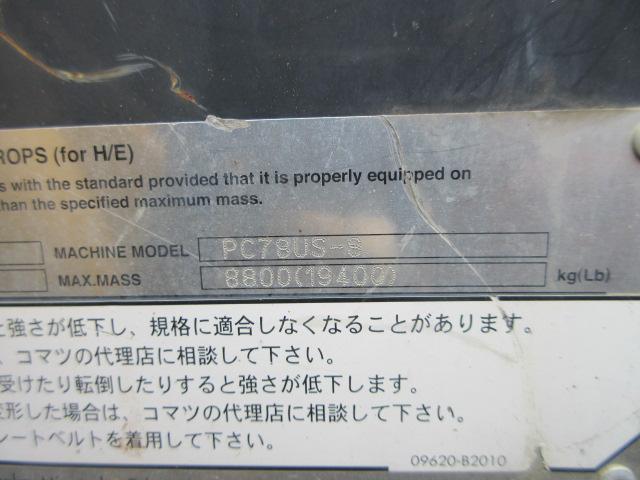 ROPS (for H/E)
s with the standard provided that it is properly equipped on
han the specified maximum mass.
MACHINE MODEL PC78US-8
MAX.MASS 8800(19400) kg(Lb)
と強さが低下し、規格に適合しなくなることがあります。
、コマツの代理店に相談して下さい。
受けたり転倒したりすると強さが低下します。
変形した場合は、コマツの代理店に相談して下さい。
シートベルトを着用して下さい。
09620-B2010